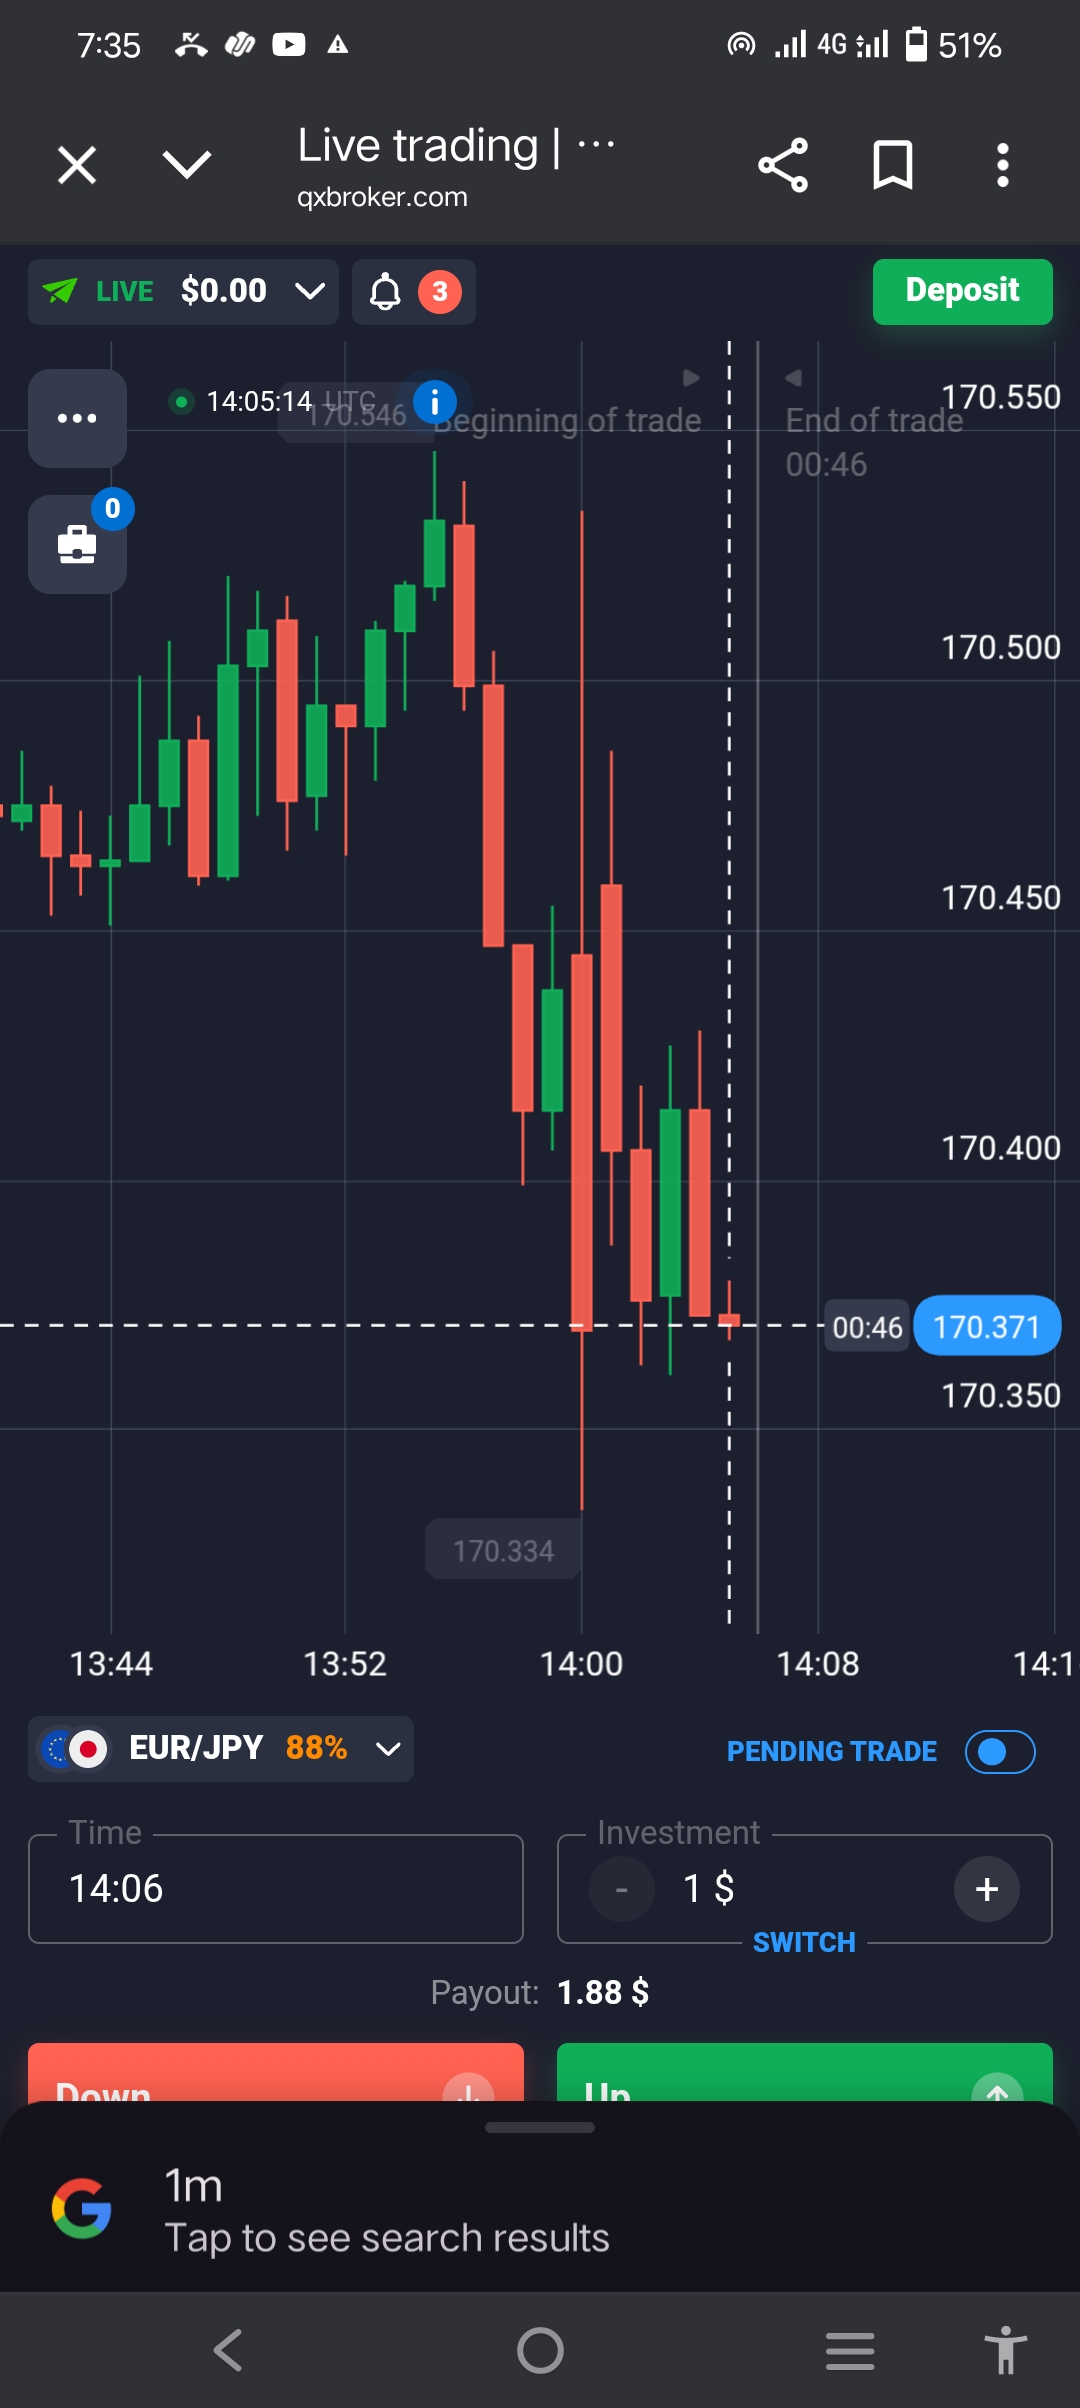 7:35
4G
51%
Live trading | ...
qxbroker.com
LIVE $0.00
3
Deposit
14:05:14 UTC
170.546
Beginning of trade
End of trade
00:46
0
170.550
170.500
170.450
170.400
00:46
170.371
170.350
170.334
13:44
13:52
14:00
14:08
14:1
EUR/JPY 88%
PENDING TRADE
Time
14:06
Investment
- 1 $ +
SWITCH
Payout: 1.88 $
Down
Up
1m
Tap to see search results